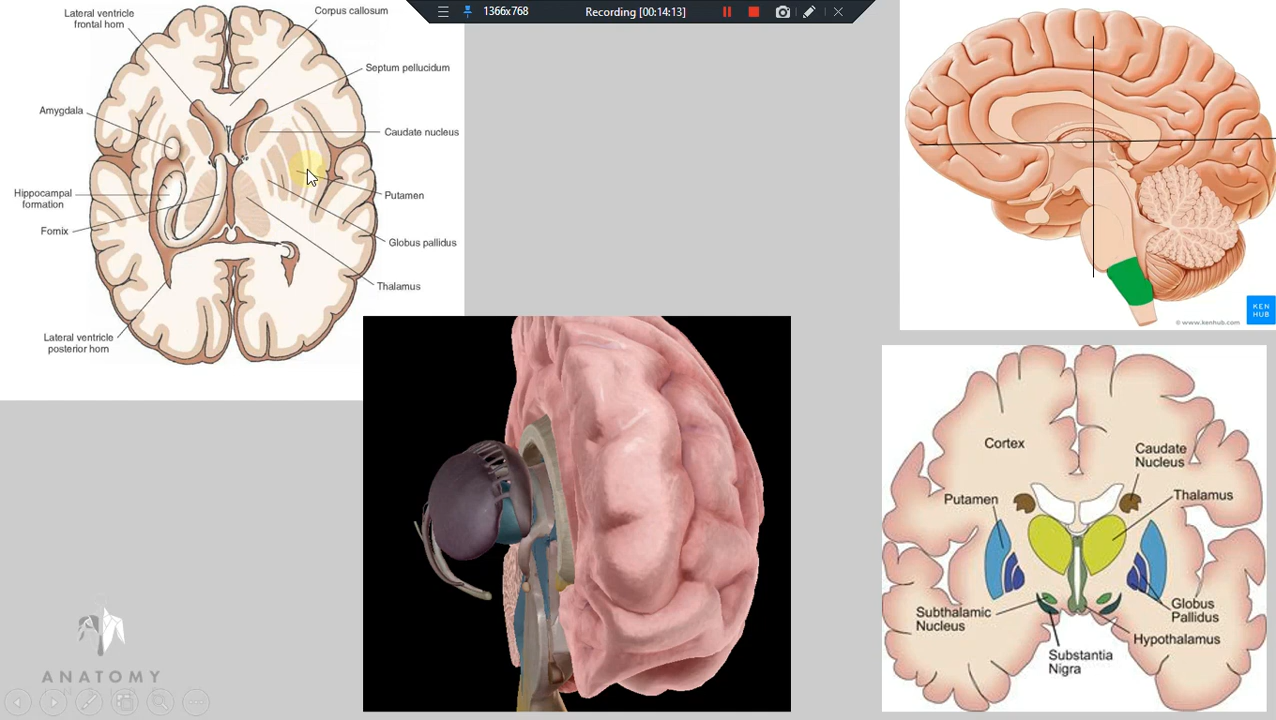 1366x768
Recording [00:14:13]
Lateral ventricle
frontal horn
Corpus callosum
Septum pellucidum
Amygdala
Caudate nucleus
Hippocampal
formation
Putamen
Fornix
Globus pallidus
Thalamus
Lateral ventricle
posterior horn
KEN
HUB
© www.kenhub.com
Cortex
Caudate
Nucleus
Putamen
Thalamus
Subthalamic
Nucleus
Globus
Pallidus
Hypothalamus
Substantia
Nigra
ANATOMY